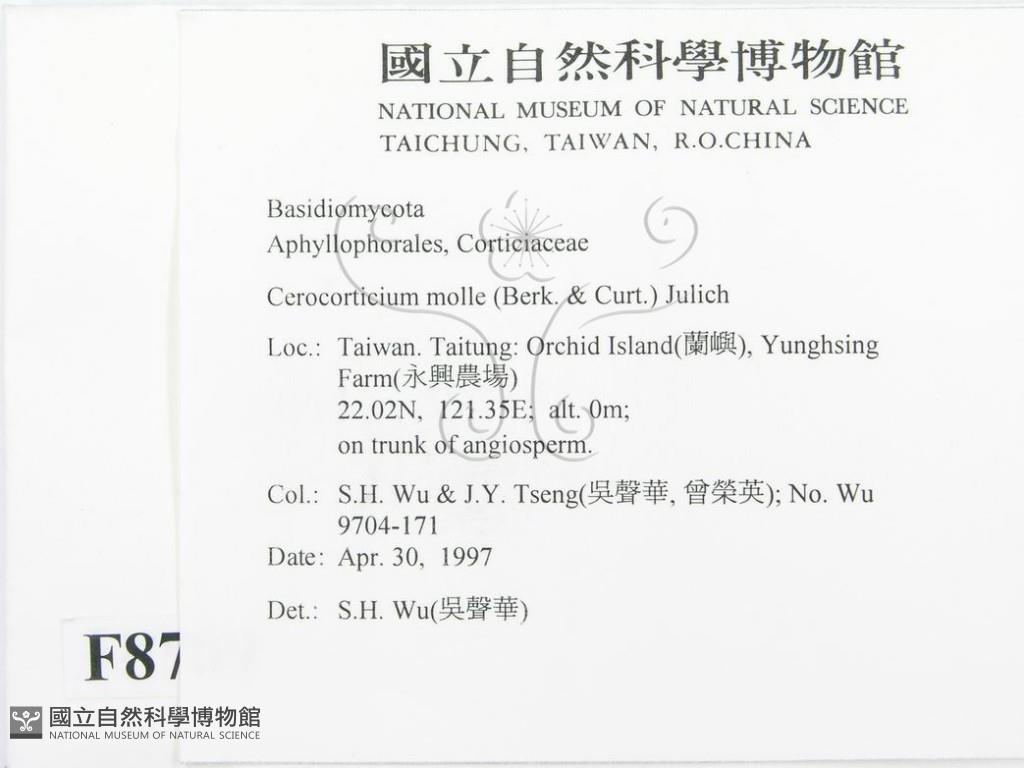 國立自然科學博物館
NATIONAL MUSEUM OF NATURAL SCIENCE
TAICHUNG, TAIWAN, R.O.CHINA
Basidiomycota
Aphyllophorales, Corticiaceae
Cerocorticium molle (Berk. & Curt.) Julich
Loc.: Taiwan. Taitung: Orchid Island(蘭嶼), Yunghsing
Farm(永興農場)
22.02N, 121.35E; alt. 0m;
on trunk of angiosperm.
Col.: S.H. Wu & J.Y. Tseng(吳聲華, 曾榮英); No. Wu
9704-171
Date: Apr. 30, 1997
Det.: S.H. Wu(吳聲華)
F87
國立自然科學博物館
NATIONAL MUSEUM OF NATURAL SCIENCE